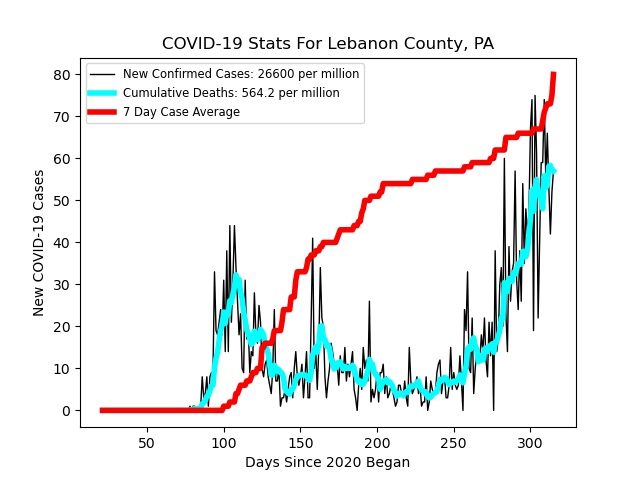 COVID-19 Stats For Lebanon County, PA
New Confirmed Cases: 26600 per million
Cumulative Deaths: 564.2 per million
7 Day Case Average
New COVID-19 Cases
80
70
60
50
40
30
20
10
0
50 100 150 200 250 300
Days Since 2020 Began